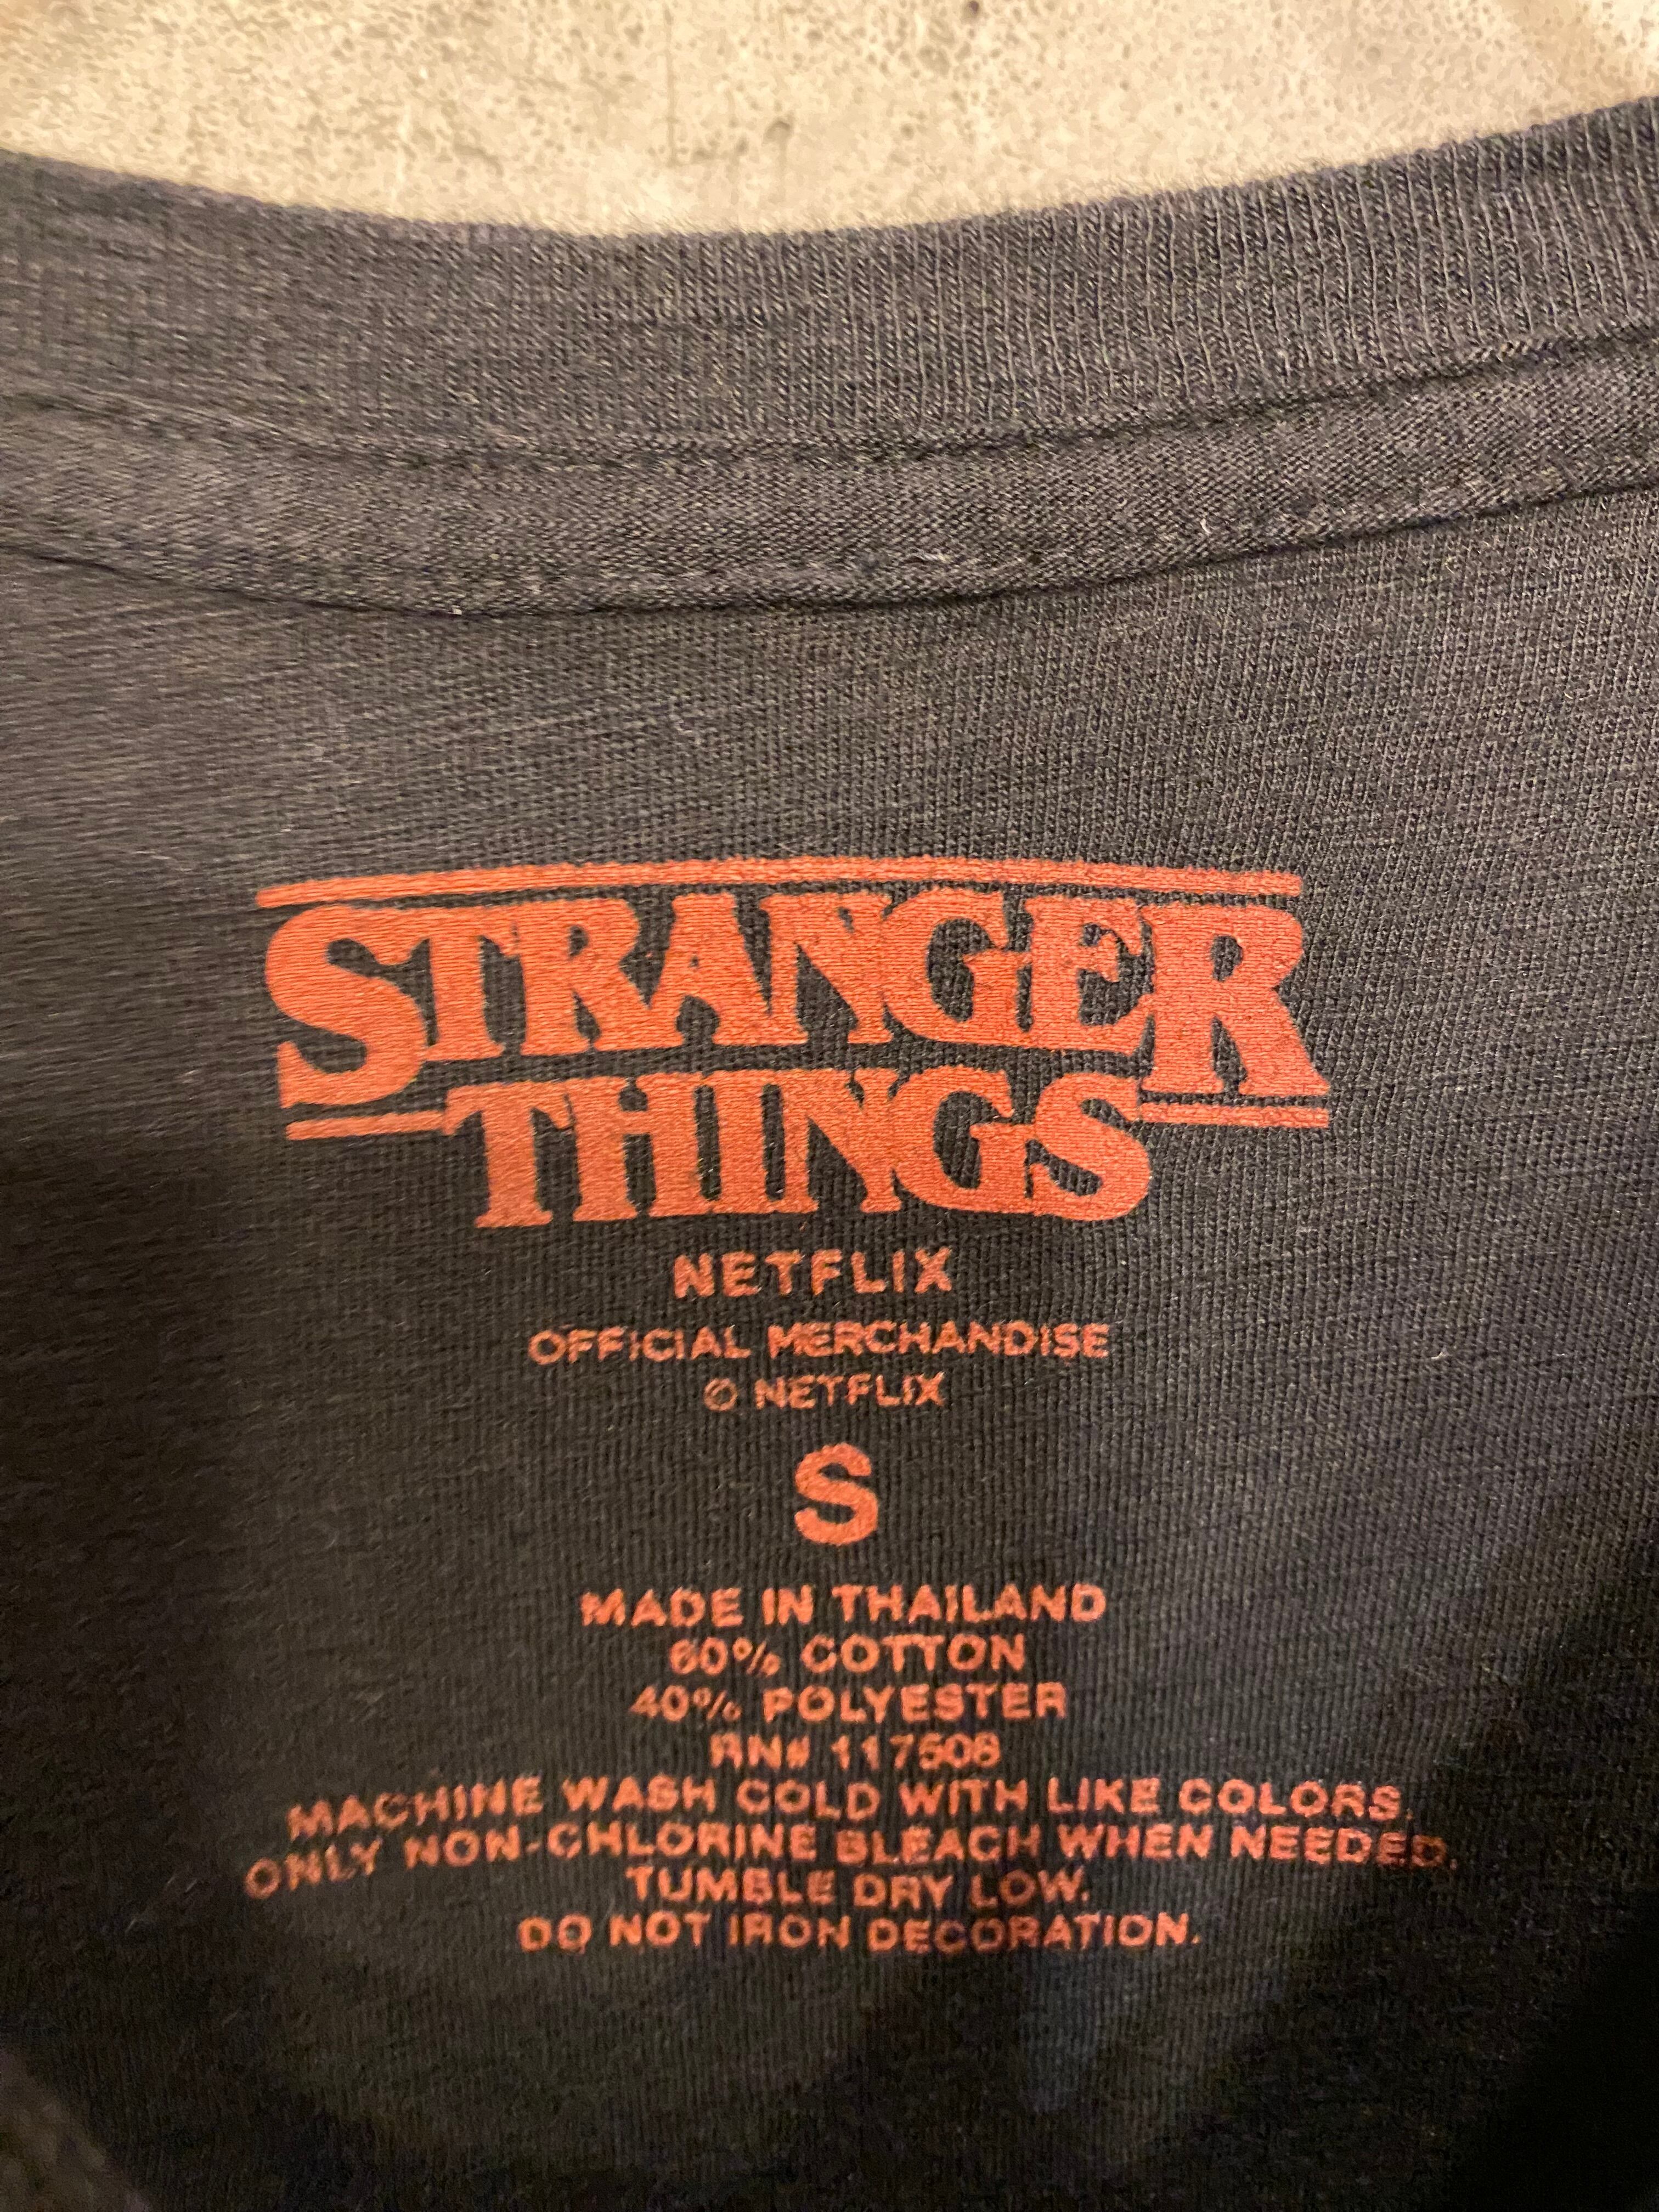 STRANGER
THINGS
NETFLIX
OFFICIAL MERCHANDISE
© NETFLIX
S
MADE IN THAILAND
60% COTTON
40% POLYESTER
RN# 117508
MACHINE WASH COLD WITH LIKE COLORS.
ONLY NON-CHLORINE BLEACH WHEN NEEDED.
TUMBLE DRY LOW.
DO NOT IRON DECORATION.